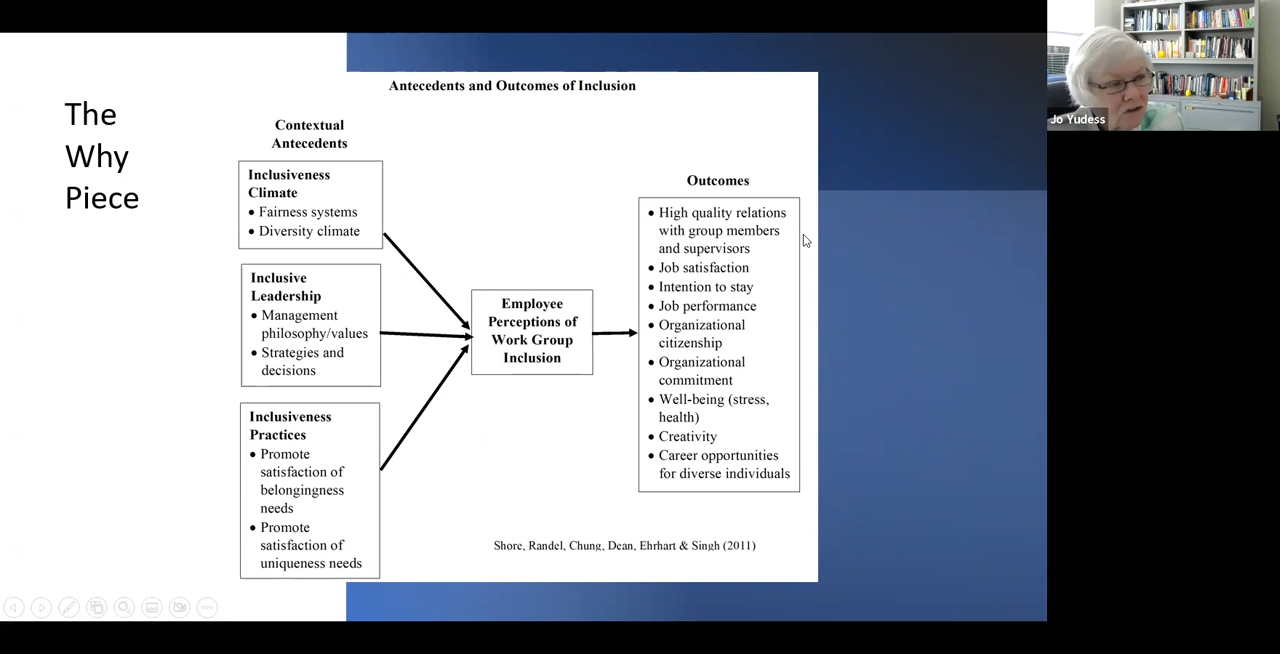 The
Why
Piece
Antecedents and Outcomes of Inclusion
Contextual
Antecedents
Inclusiveness
Climate
• Fairness systems
• Diversity climate
Inclusive
Leadership
• Management
philosophy/values
• Strategies and
decisions
Inclusiveness
Practices
• Promote
satisfaction of
belongingness
needs
• Promote
satisfaction of
uniqueness needs
Employee
Perceptions of
Work Group
Inclusion
Outcomes
• High quality relations
with group members
and supervisors
• Job satisfaction
• Intention to stay
• Job performance
• Organizational
citizenship
• Organizational
commitment
• Well-being (stress,
health)
• Creativity
• Career opportunities
for diverse individuals
Shore, Randel, Chung, Dean, Ehrhart & Singh (2011)
Jo Yudess